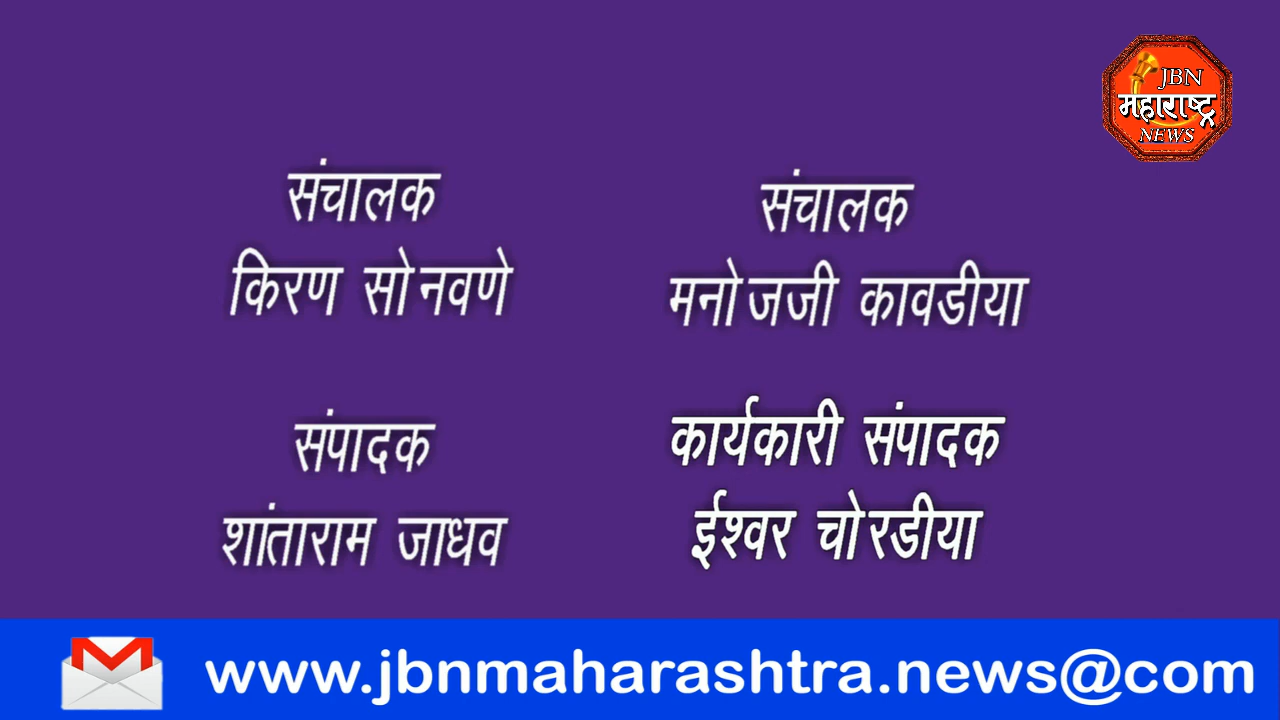 JBN
महाराष्ट्र
NEWS
संचालक
किरण सोनवणे
संचालक
मनोजजी कावडीया
संपादक
शांताराम जाधव
कार्यकारी संपादक
ईश्वर चोरडीया
www.jbnmaharashtra.news@com